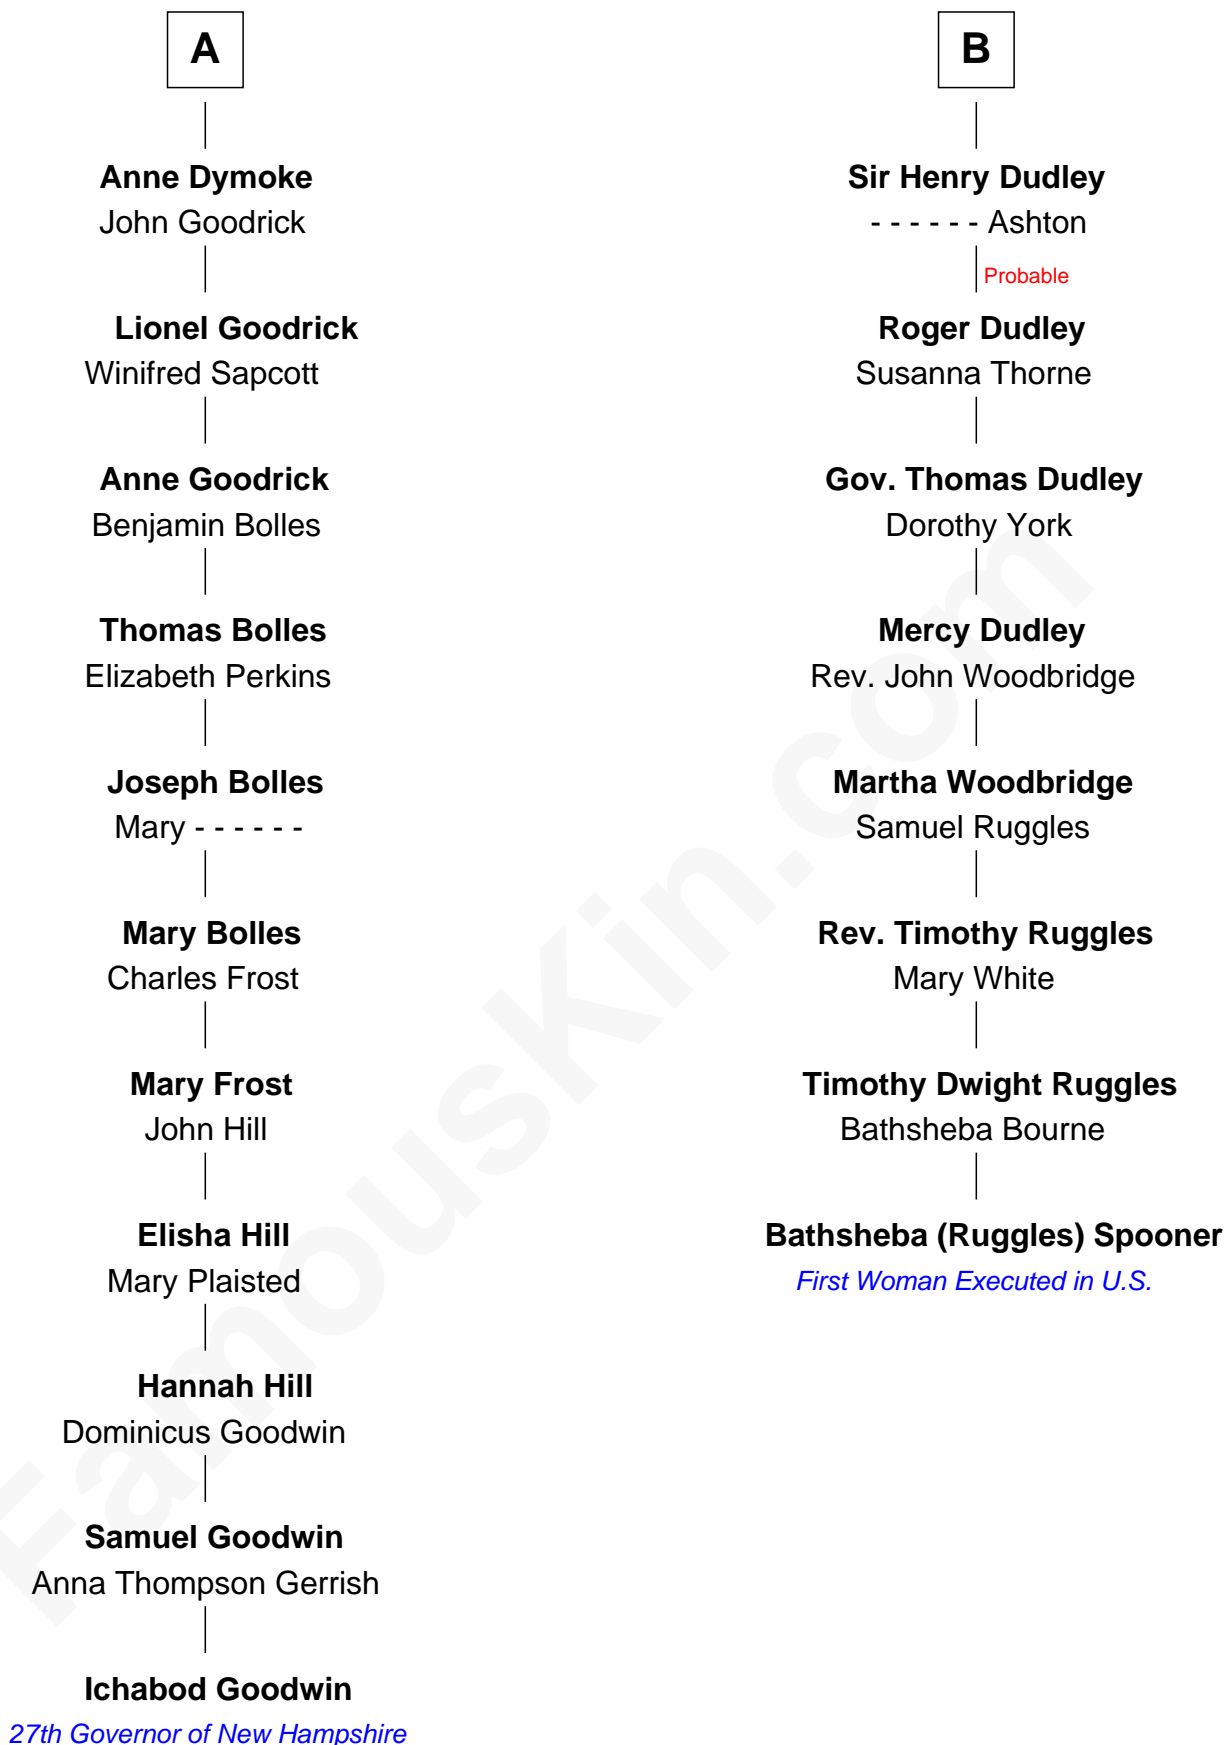 A
Anne Dymoke
John Goodrick
Lionel Goodrick
Winifred Sapcott
Anne Goodrick
Benjamin Bolles
Thomas Bolles
Elizabeth Perkins
Joseph Bolles
Mary - - - - - -
Mary Bolles
Charles Frost
Mary Frost
John Hill
Elisha Hill
Mary Plaisted
Hannah Hill
Dominicus Goodwin
Samuel Goodwin
Anna Thompson Gerrish
Ichabod Goodwin
27th Governor of New Hampshire
B
Sir Henry Dudley
- - - - - - Ashton
Probable
Roger Dudley
Susanna Thorne
Gov. Thomas Dudley
Dorothy York
Mercy Dudley
Rev. John Woodbridge
Martha Woodbridge
Samuel Ruggles
Rev. Timothy Ruggles
Mary White
Timothy Dwight Ruggles
Bathsheba Bourne
Bathsheba (Ruggles) Spooner
First Woman Executed in U.S.
FamousKin.com